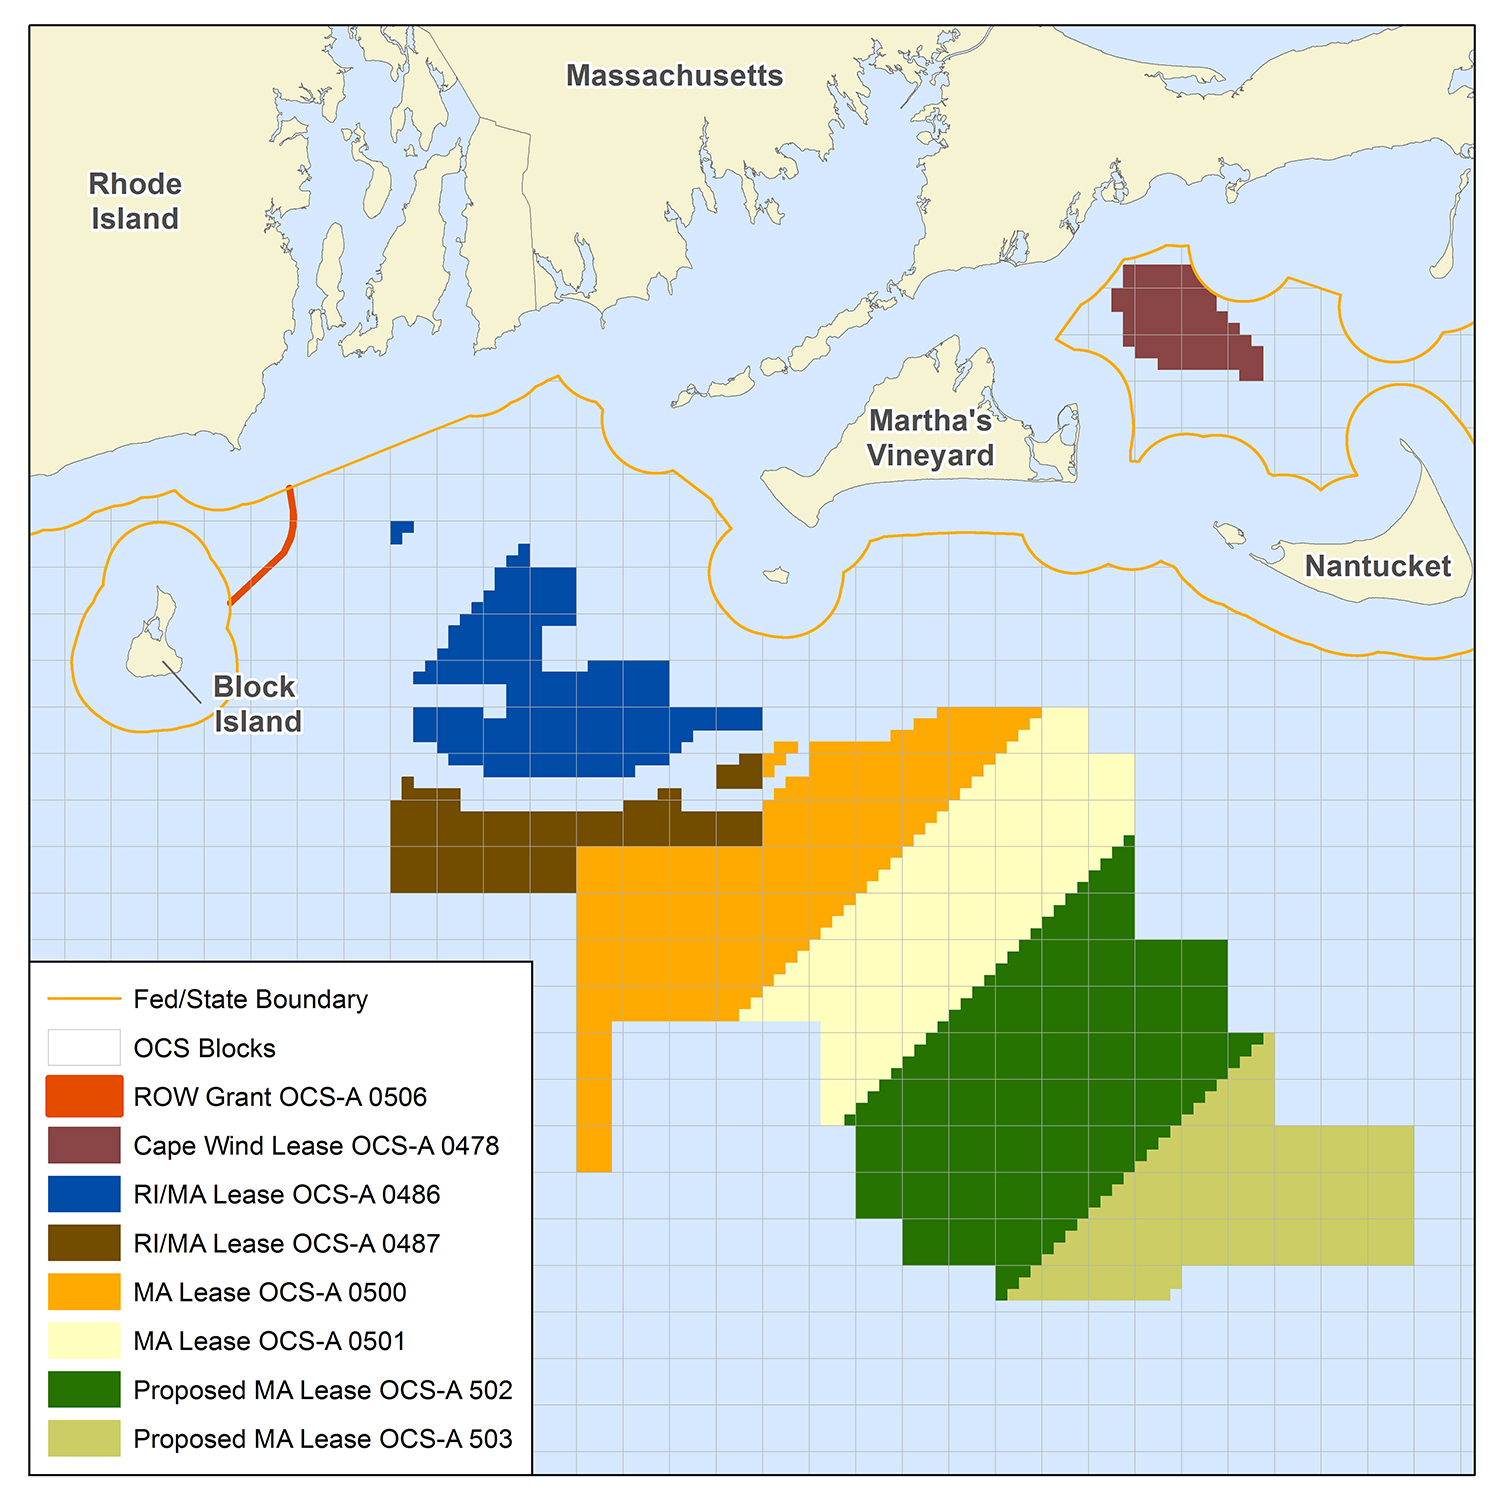 Massachusetts
Rhode
Island
Martha's
Vineyard
Nantucket
Block
Island
Fed/State Boundary
OCS Blocks
ROW Grant OCS-A 0506
Cape Wind Lease OCS-A 0478
RI/MA Lease OCS-A 0486
RI/MA Lease OCS-A 0487
MA Lease OCS-A 0500
MA Lease OCS-A 0501
Proposed MA Lease OCS-A 502
Proposed MA Lease OCS-A 503